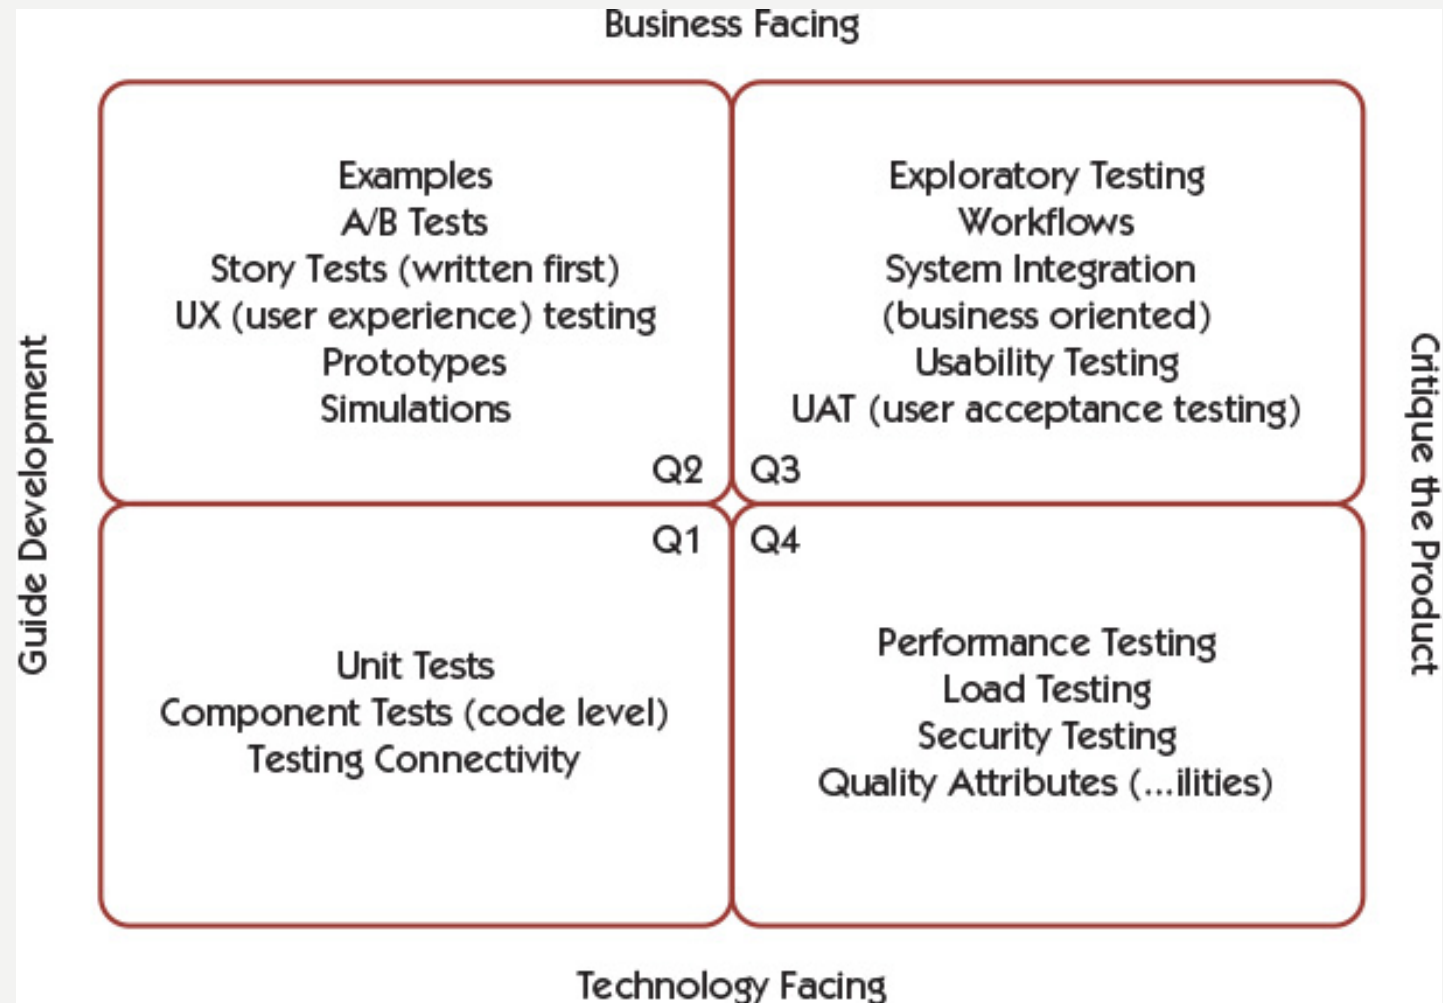 Business Facing
Examples
A/B Tests
Story Tests (written first)
UX (user experience) testing
Prototypes
Simulations
Q2
Exploratory Testing
Workflows
System Integration
(business oriented)
Usability Testing
UAT (user acceptance testing)
Q3
Guide Development
Critique the Product
Q1
Unit Tests
Component Tests (code level)
Testing Connectivity
Q4
Performance Testing
Load Testing
Security Testing
Quality Attributes (...ilities)
Technology Facing